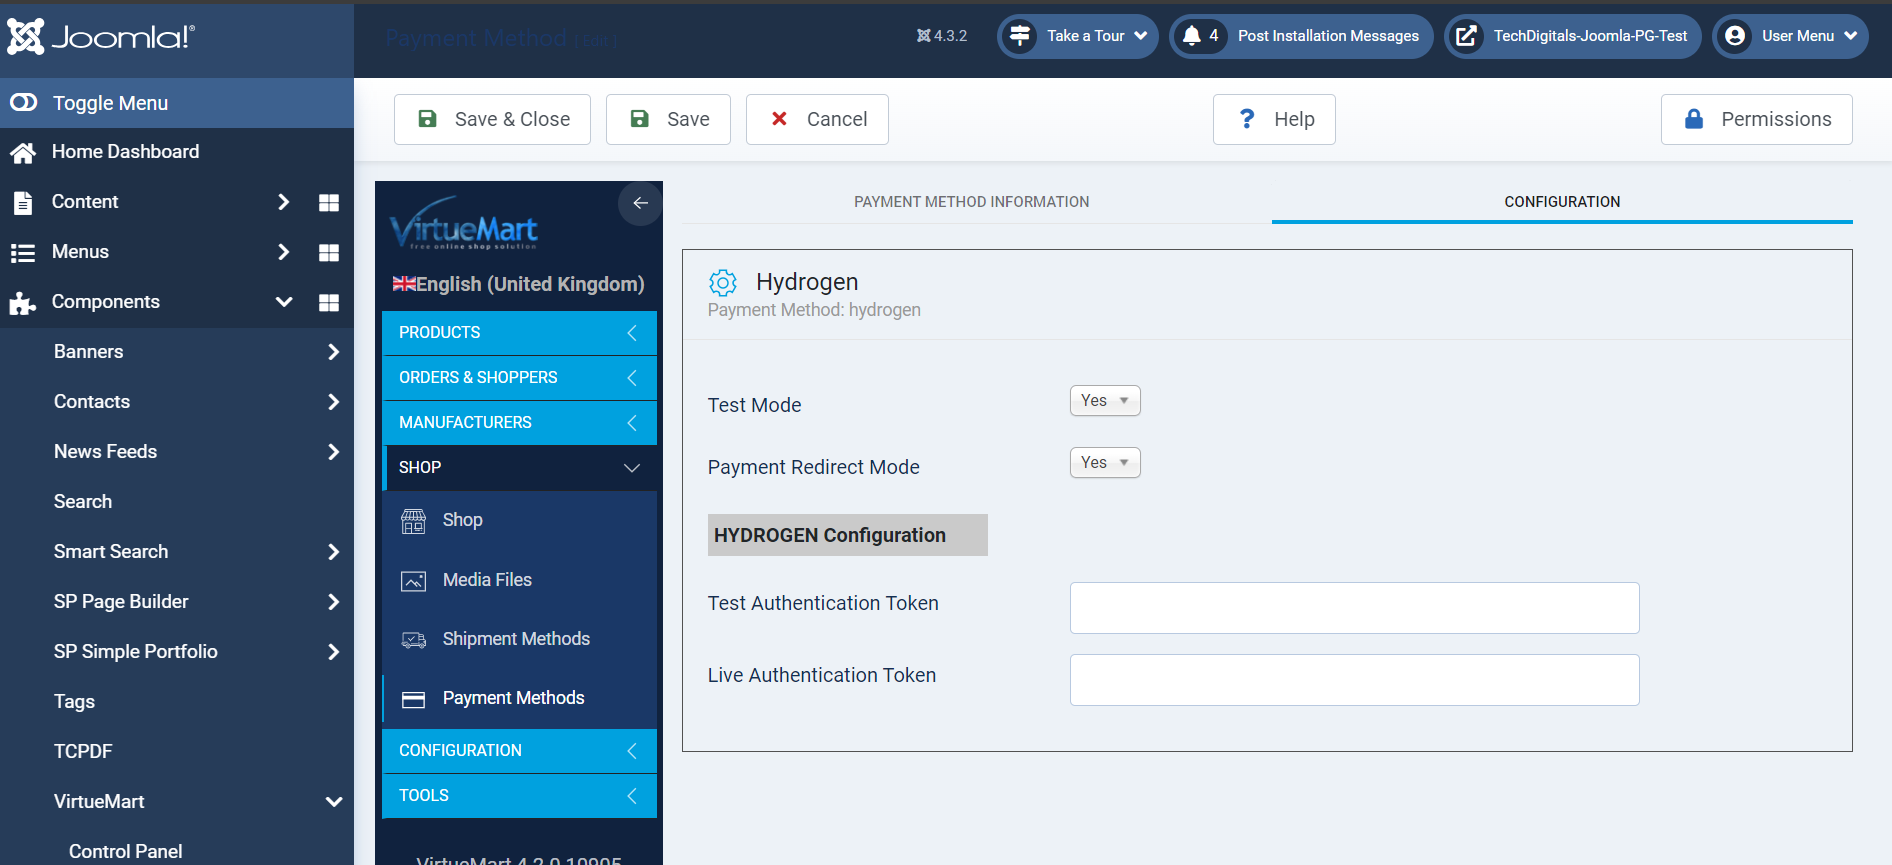 Joomla!®
Payment Method [ Edit ]
4.3.2
Take a Tour
4
Post Installation Messages
TechDigitals-Joomla-PG-Test
User Menu
Toggle Menu
Home Dashboard
Content
Menus
Components
Banners
Contacts
News Feeds
Search
Smart Search
SP Page Builder
SP Simple Portfolio
Tags
TCPDF
VirtueMart
Control Panel
Save & Close
Save
Cancel
? Help
Permissions
VirtueMart
free online shop solution
English (United Kingdom)
PRODUCTS
ORDERS & SHOPPERS
MANUFACTURERS
SHOP
Shop
Media Files
Shipment Methods
Payment Methods
CONFIGURATION
TOOLS
VirtueMart 4.2.0 10905
PAYMENT METHOD INFORMATION
CONFIGURATION
Hydrogen
Payment Method: hydrogen
Test Mode
Yes
Payment Redirect Mode
Yes
HYDROGEN Configuration
Test Authentication Token
Live Authentication Token